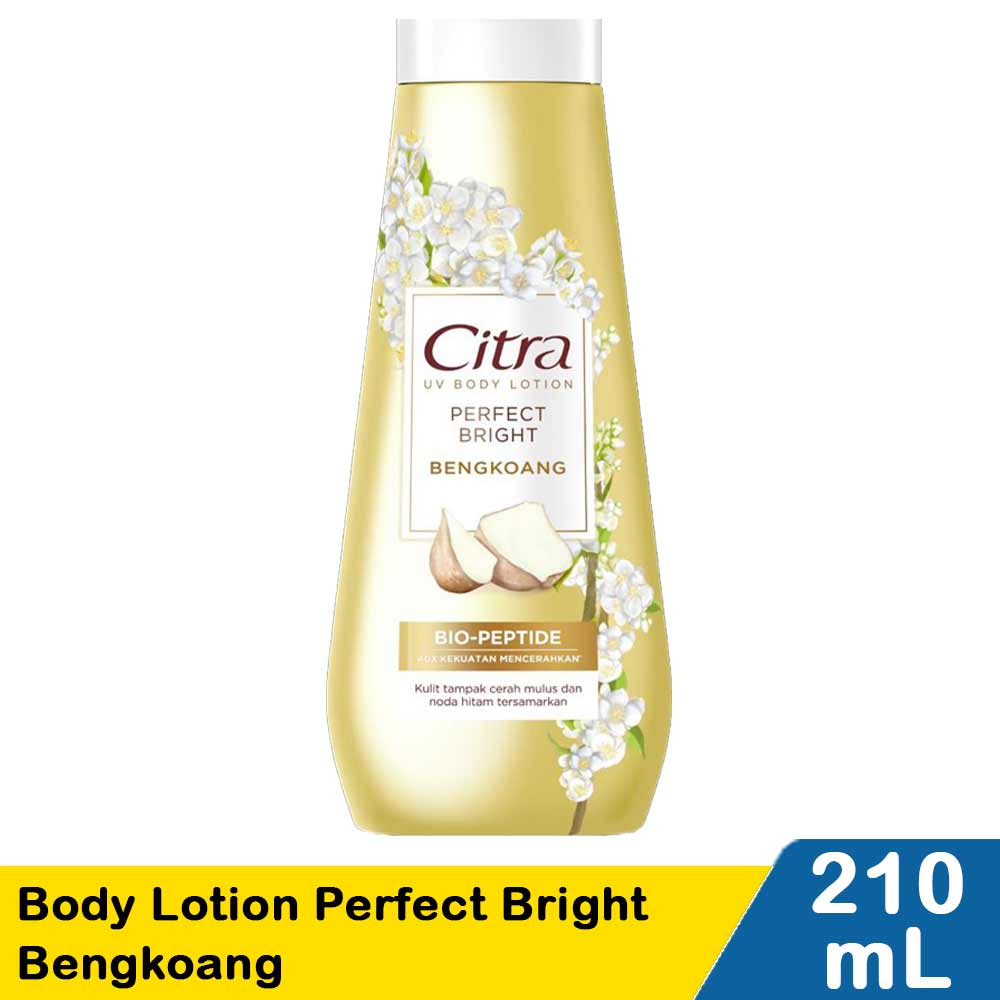 Citra
UV BODY LOTION
PERFECT
BRIGHT
BENGKOANG
BIO-PEPTIDE
KEKUATAN MENCERAHKAN*
Kulit tampak cerah mulus dan
noda hitam tersamarkan
Body Lotion Perfect Bright
Bengkoang
210
mL